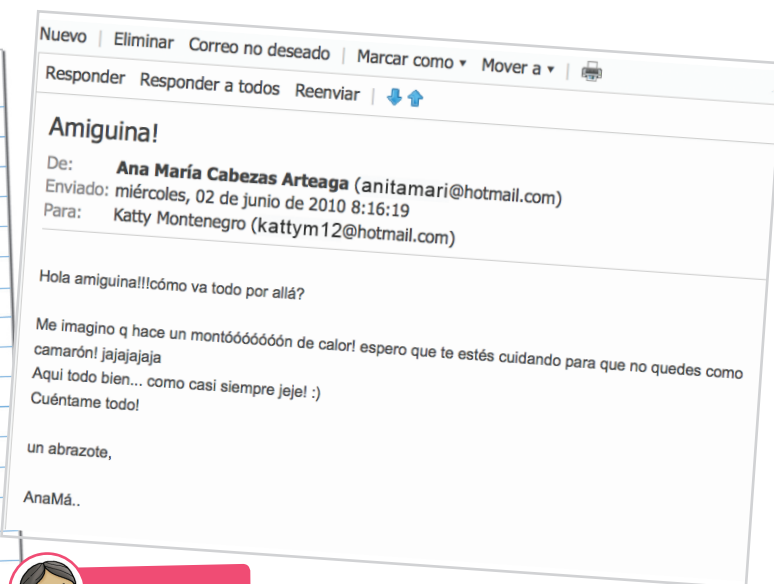 Nuevo | Eliminar Correo no deseado | Marcar como ▾ Mover a ▾ |
Responder Responder a todos Reenviar |
Amiguina!
De: Ana María Cabezas Arteaga (anitamari@hotmail.com)
Enviado: miércoles, 02 de junio de 2010 8:16:19
Para: Katty Montenegro (kattym12@hotmail.com)
Hola amiguina!!!cómo va todo por allá?
Me imagino q hace un montóóóóóóón de calor! espero que te estés cuidando para que no quedes como
camarón! jajajajaja
Aqui todo bien... como casi siempre jeje! :)
Cuéntame todo!
un abrazote,
AnaMá..